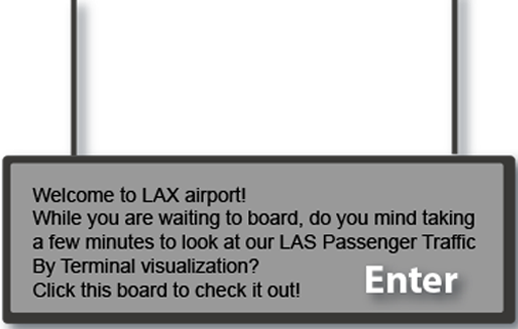 Welcome to LAX airport!
While you are waiting to board, do you mind taking
a few minutes to look at our LAS Passenger Traffic
By Terminal visualization?
Click this board to check it out!
Enter